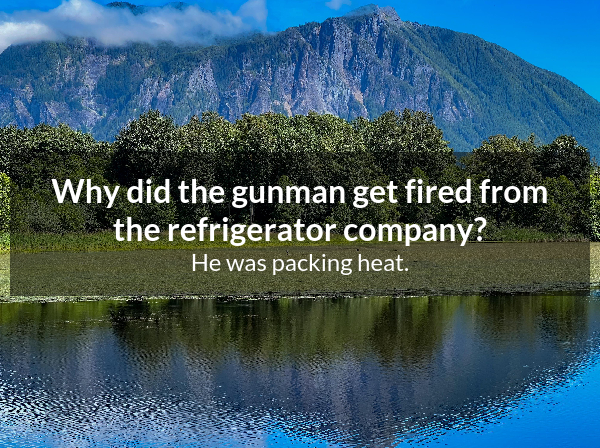 Why did the gunman get fired from
the refrigerator company?
He was packing heat.